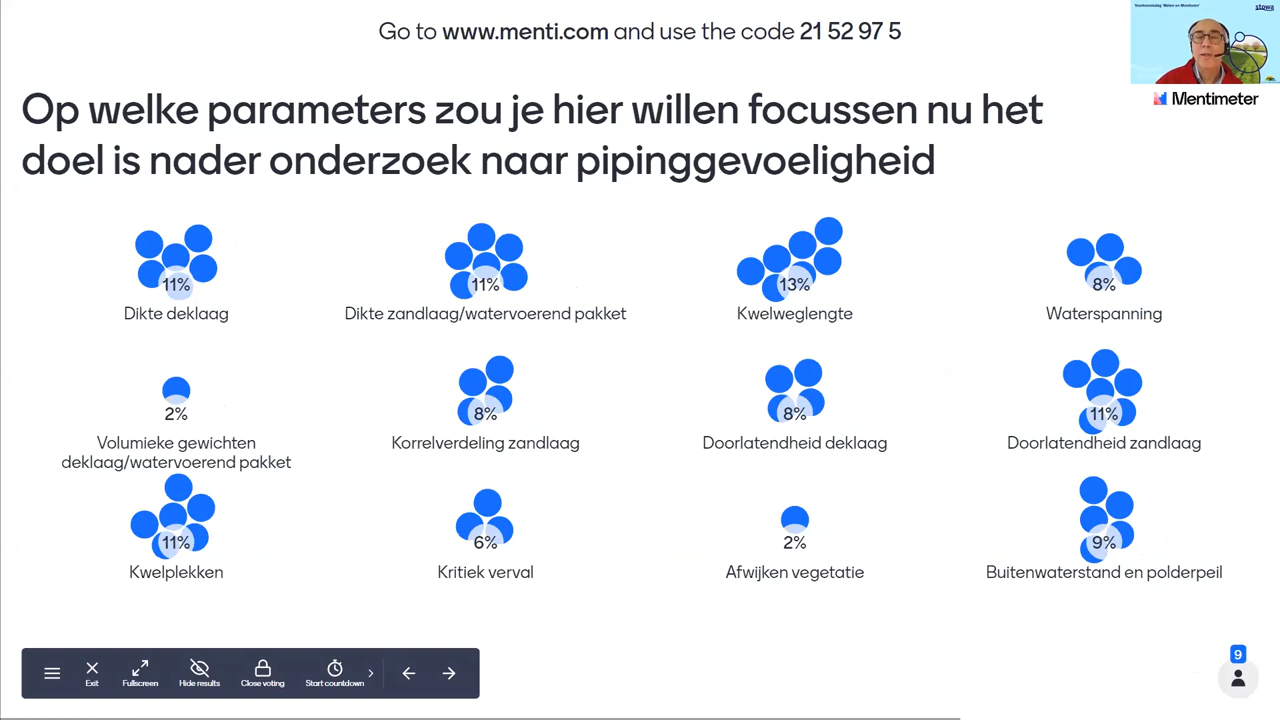 Go to www.menti.com and use the code 21 52 97 5
stowa
Mentimeter
Op welke parameters zou je hier willen focussen nu het
doel is nader onderzoek naar pipinggevoeligheid
11%
11%
13%
8%
Dikte deklaag
Dikte zandlaag/watervoerend pakket
Kwelweglengte
Waterspanning
2%
8%
8%
11%
Volumieke gewichten
deklaag/watervoerend pakket
Korrelverdeling zandlaag
Doorlatendheid deklaag
Doorlatendheid zandlaag
11%
6%
2%
9%
Kwelplekken
Kritiek verval
Afwijken vegetatie
Buitenwaterstand en polderpeil
Exit
Fullscreen
Hide results
Close voting
Start countdown
9